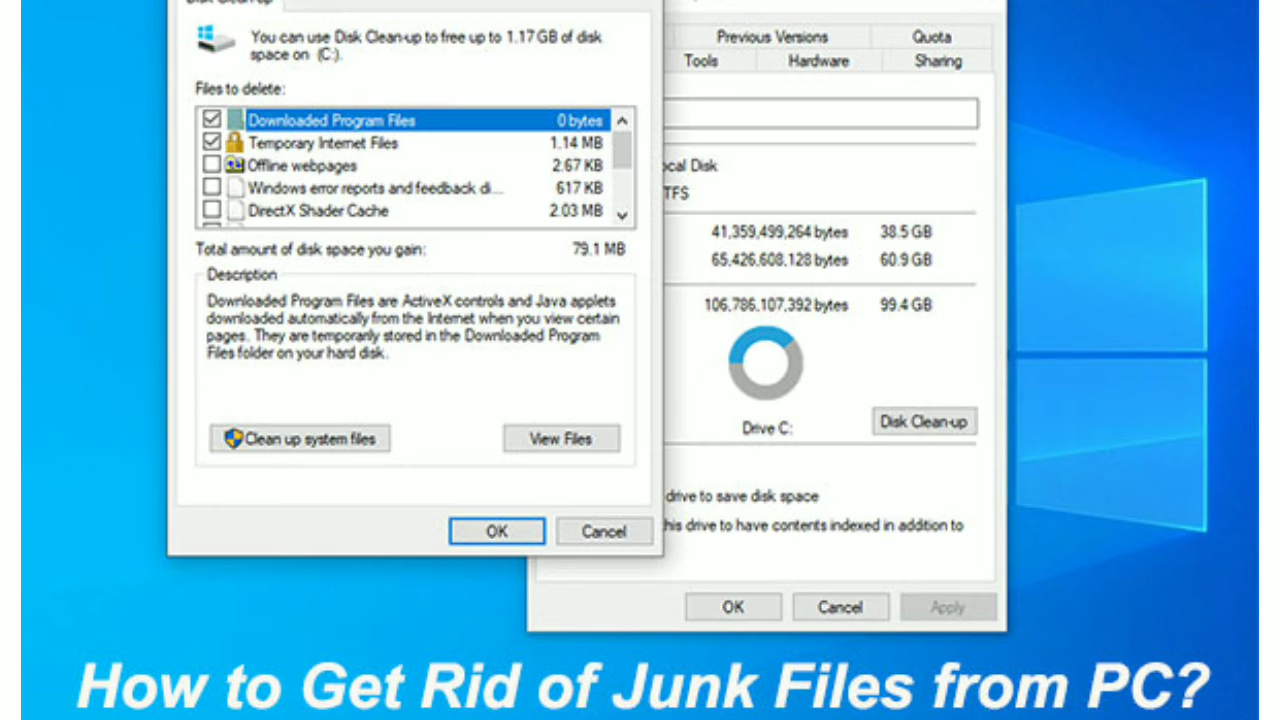 Disk Clean-up
You can use Disk Clean-up to free up to 1.17 GB of disk
space on (C:).
Files to delete:
Downloaded Program Files 0 bytes
Temporary Internet Files 1.14 MB
Offline webpages 2.67 KB
Windows error reports and feedback di... 617 KB
DirectX Shader Cache 2.03 MB
Total amount of disk space you gain: 79.1 MB
Description
Downloaded Program Files are ActiveX controls and Java applets
downloaded automatically from the Internet when you view certain
pages. They are temporarily stored in the Downloaded Program
Files folder on your hard disk.
Clean up system files View Files
OK Cancel
Previous Versions Quota
Tools Hardware Sharing
ocal Disk
TFS
41,359,499,264 bytes 38.5 GB
65,426,608,128 bytes 60.9 GB
106,786,107,392 bytes 99.4 GB
Drive C: Disk Clean-up
drive to save disk space
his drive to have contents indexed in addition to
OK Cancel Apply
How to Get Rid of Junk Files from PC?